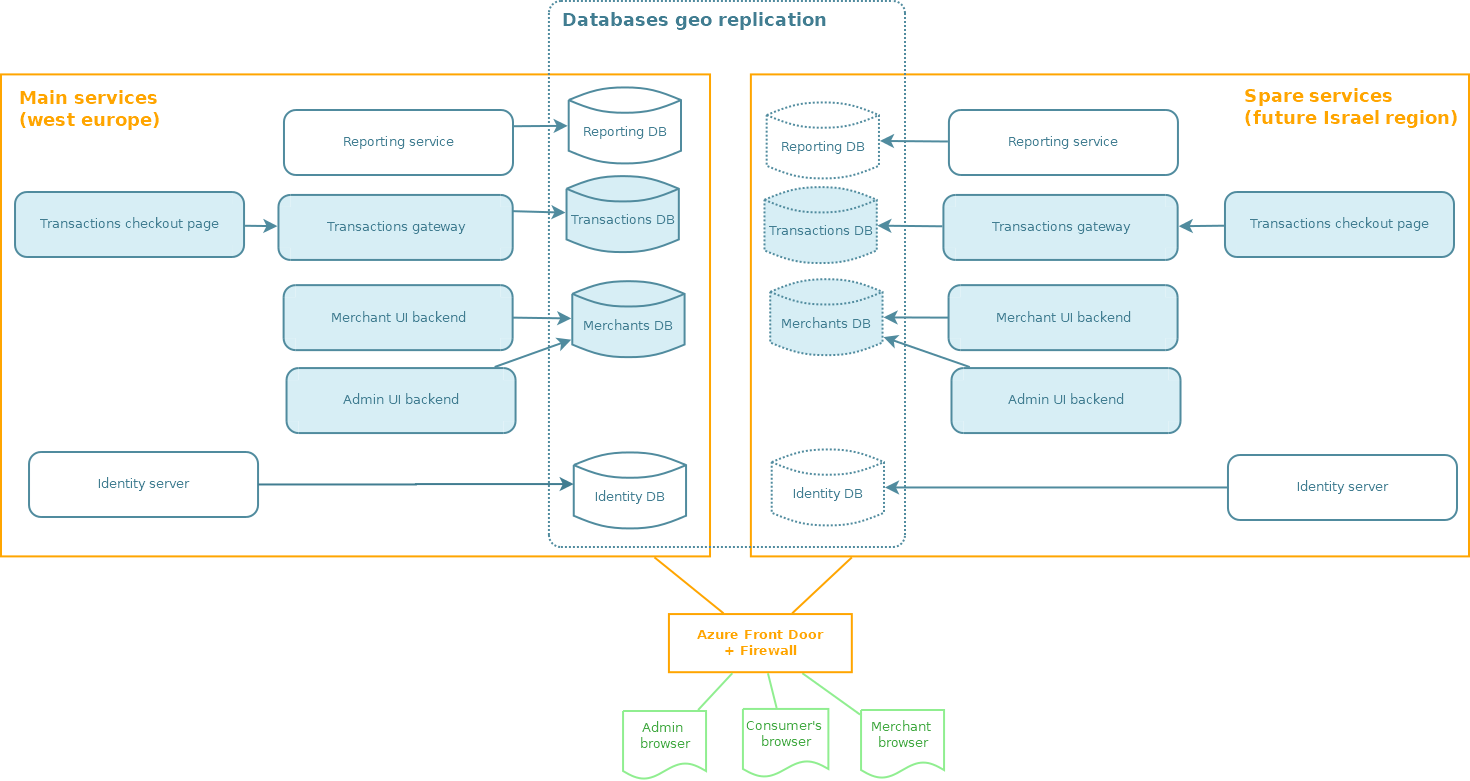 Databases geo replication
Main services
(west europe)
Reporting service
Reporting DB
Transactions checkout page
Transactions gateway
Transactions DB
Merchant UI backend
Merchants DB
Admin UI backend
Identity server
Identity DB
Spare services
(future Israel region)
Reporting DB
Reporting service
Transactions DB
Transactions gateway
Transactions checkout page
Merchants DB
Merchant UI backend
Admin UI backend
Identity DB
Identity server
Azure Front Door
+ Firewall
Admin
browser
Consumer's
browser
Merchant
browser